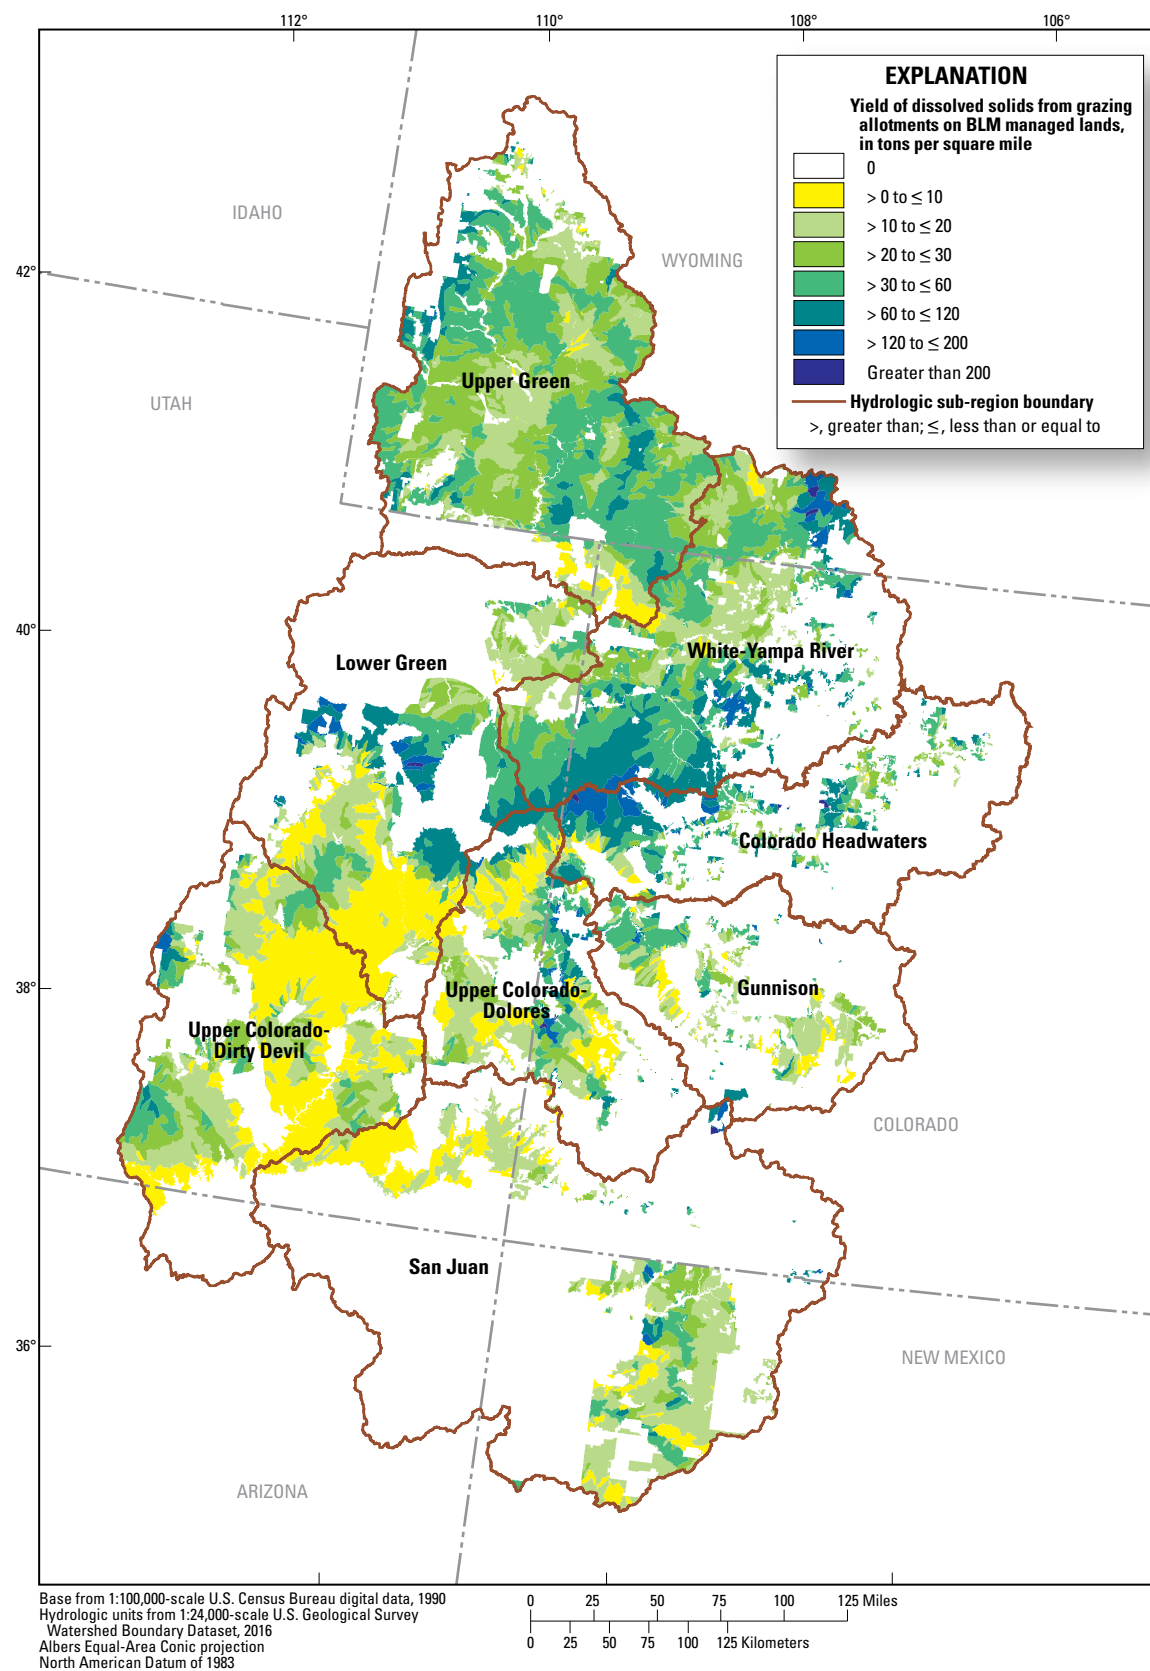 112°
110°
108°
106°
EXPLANATION
Yield of dissolved solids from grazing
allotments on BLM managed lands,
in tons per square mile
0
> 0 to ≤ 10
> 10 to ≤ 20
> 20 to ≤ 30
> 30 to ≤ 60
> 60 to ≤ 120
> 120 to ≤ 200
Greater than 200
Hydrologic sub-region boundary
>, greater than; ≤, less than or equal to
IDAHO
WYOMING
42°
UTAH
Upper Green
40°
Lower Green
White-Yampa River
Colorado Headwaters
38°
Upper Colorado-
Dolores
Gunnison
Upper Colorado-
Dirty Devil
COLORADO
San Juan
36°
NEW MEXICO
ARIZONA
Base from 1:100,000-scale U.S. Census Bureau digital data, 1990
Hydrologic units from 1:24,000-scale U.S. Geological Survey
Watershed Boundary Dataset, 2016
Albers Equal-Area Conic projection
North American Datum of 1983
0 25 50 75 100 125 Miles
0 25 50 75 100 125 Kilometers